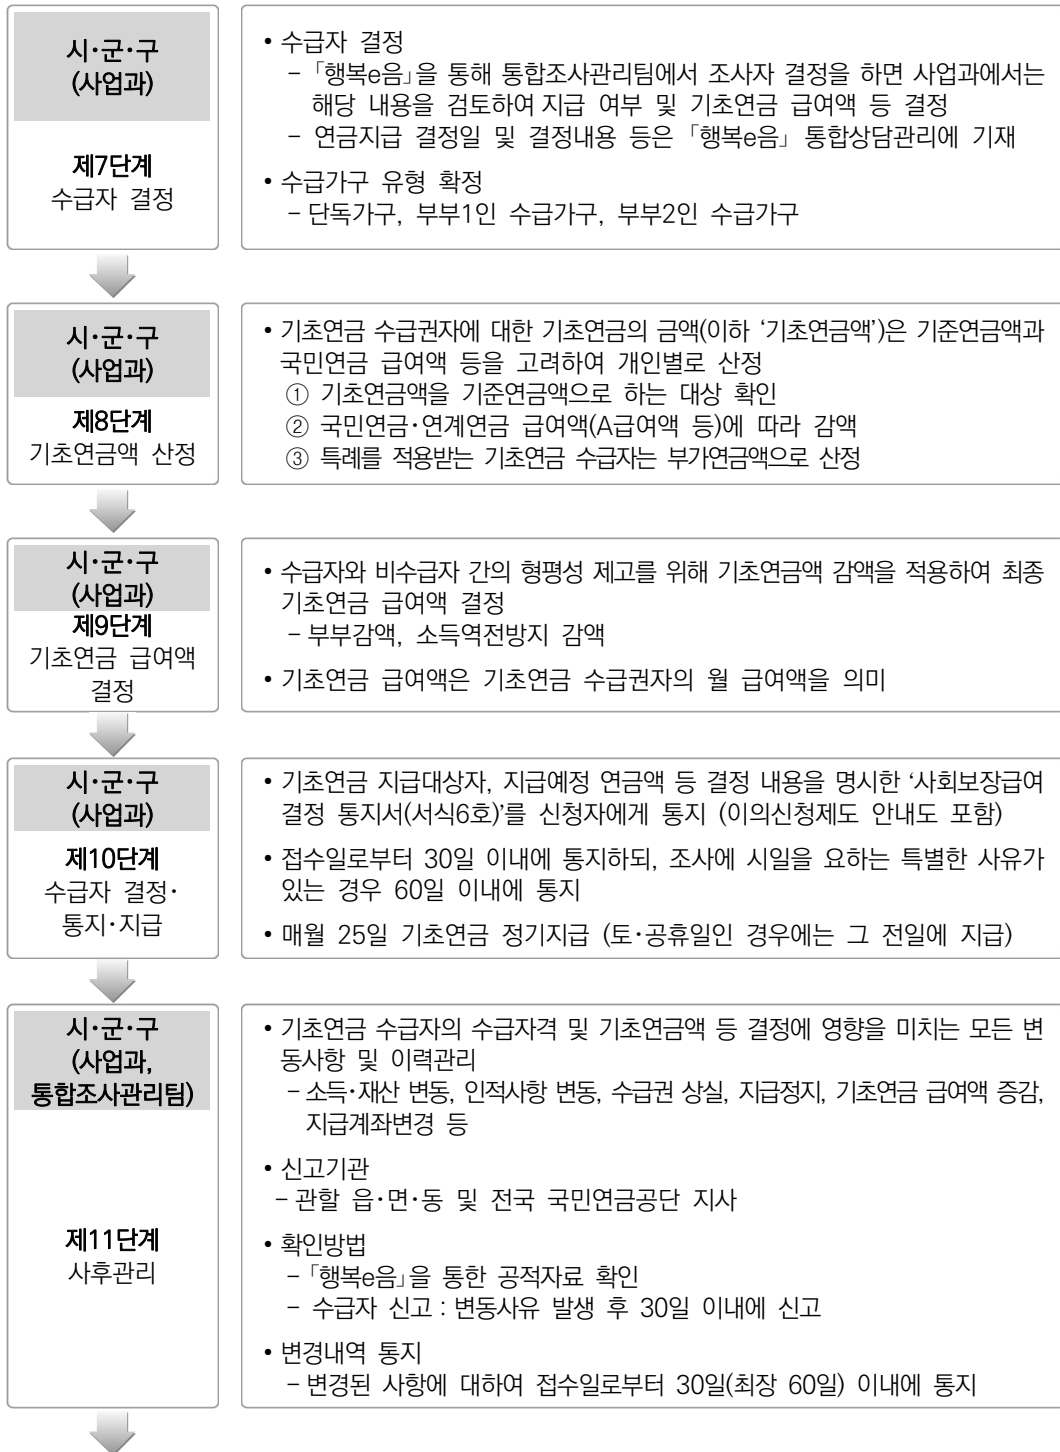 시·군·구
(사업과)
제7단계
수급자 결정
• 수급자 결정
- 「행복e음」을 통해 통합조사관리팀에서 조사자 결정을 하면 사업과에서는
해당 내용을 검토하여 지급 여부 및 기초연금 급여액 등 결정
- 연금지급 결정일 및 결정내용 등은 「행복e음」 통합상담관리에 기재
• 수급가구 유형 확정
- 단독가구, 부부1인 수급가구, 부부2인 수급가구
시·군·구
(사업과)
제8단계
기초연금액 산정
• 기초연금 수급권자에 대한 기초연금의 금액(이하 ‘기초연금액’)은 기준연금액과
국민연금 급여액 등을 고려하여 개인별로 산정
① 기초연금액을 기준연금액으로 하는 대상 확인
② 국민연금·연계연금 급여액(A급여액 등)에 따라 감액
③ 특례를 적용받는 기초연금 수급자는 부가연금액으로 산정
시·군·구
(사업과)
제9단계
기초연금 급여액
결정
• 수급자와 비수급자 간의 형평성 제고를 위해 기초연금액 감액을 적용하여 최종
기초연금 급여액 결정
- 부부감액, 소득역전방지 감액
• 기초연금 급여액은 기초연금 수급권자의 월 급여액을 의미
시·군·구
(사업과)
제10단계
수급자 결정·
통지·지급
• 기초연금 지급대상자, 지급예정 연금액 등 결정 내용을 명시한 ‘사회보장급여
결정 통지서(서식6호)’를 신청자에게 통지 (이의신청제도 안내도 포함)
• 접수일로부터 30일 이내에 통지하되, 조사에 시일을 요하는 특별한 사유가
있는 경우 60일 이내에 통지
• 매월 25일 기초연금 정기지급 (토·공휴일인 경우에는 그 전일에 지급)
시·군·구
(사업과,
통합조사관리팀)
제11단계
사후관리
• 기초연금 수급자의 수급자격 및 기초연금액 등 결정에 영향을 미치는 모든 변
동사항 및 이력관리
- 소득·재산 변동, 인적사항 변동, 수급권 상실, 지급정지, 기초연금 급여액 증감,
지급계좌변경 등
• 신고기관
- 관할 읍·면·동 및 전국 국민연금공단 지사
• 확인방법
- 「행복e음」을 통한 공적자료 확인
- 수급자 신고 : 변동사유 발생 후 30일 이내에 신고
• 변경내역 통지
- 변경된 사항에 대하여 접수일로부터 30일(최장 60일) 이내에 통지